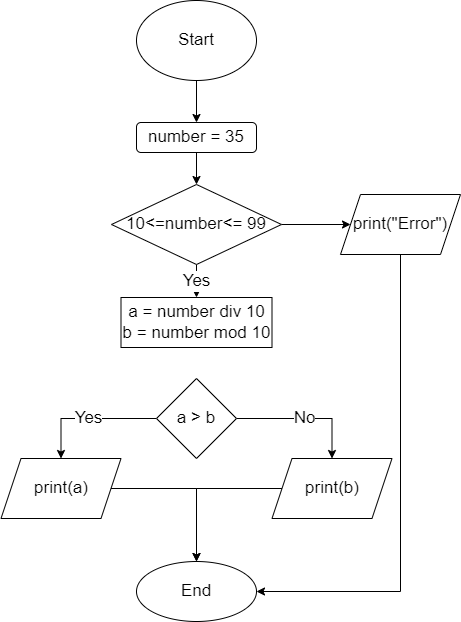 Start
number = 35
10<=number<= 99
print("Error")
Yes
a = number div 10
b = number mod 10
a > b
Yes
No
print(a)
print(b)
End